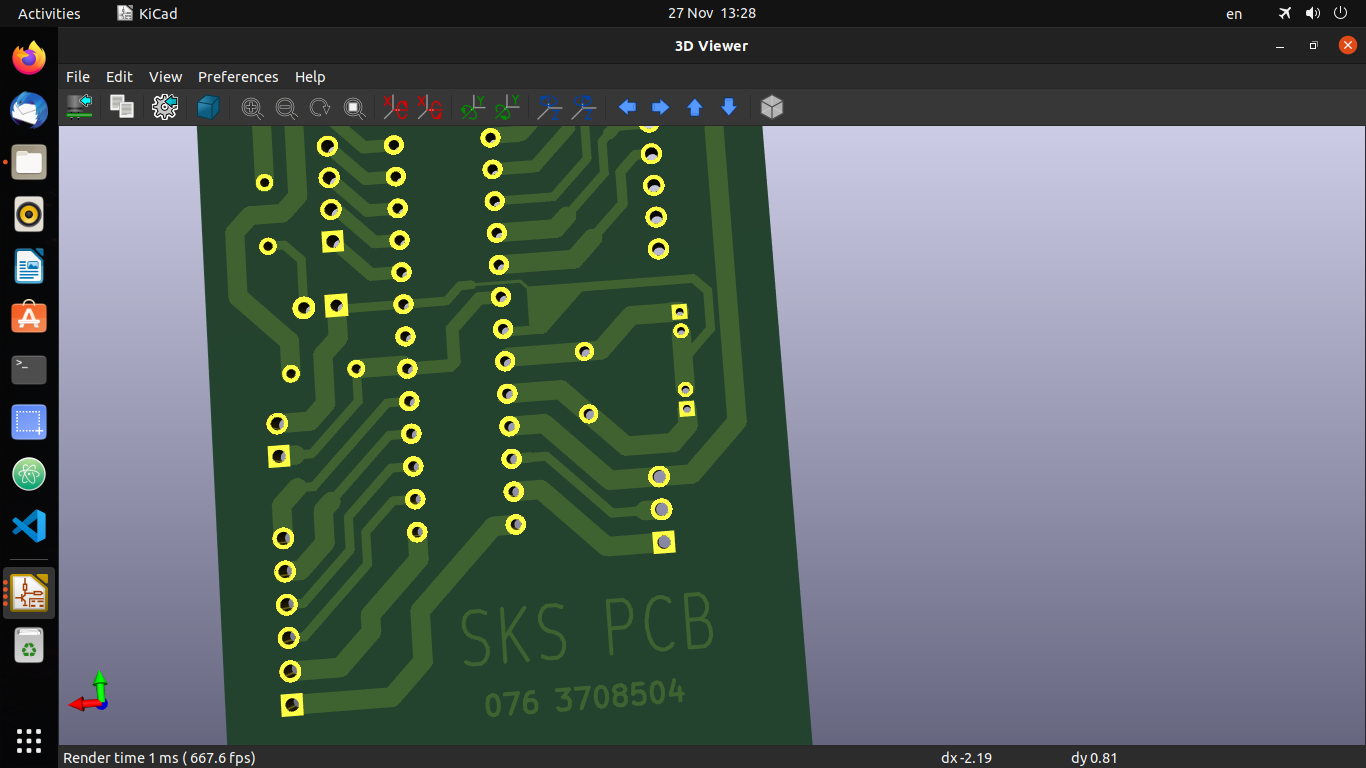 Activities KiCad 27 Nov 13:28 en
3D Viewer
File Edit View Preferences Help
SKS PCB
076 3708504
Render time 1 ms ( 667.6 fps) dx -2.19 dy 0.81